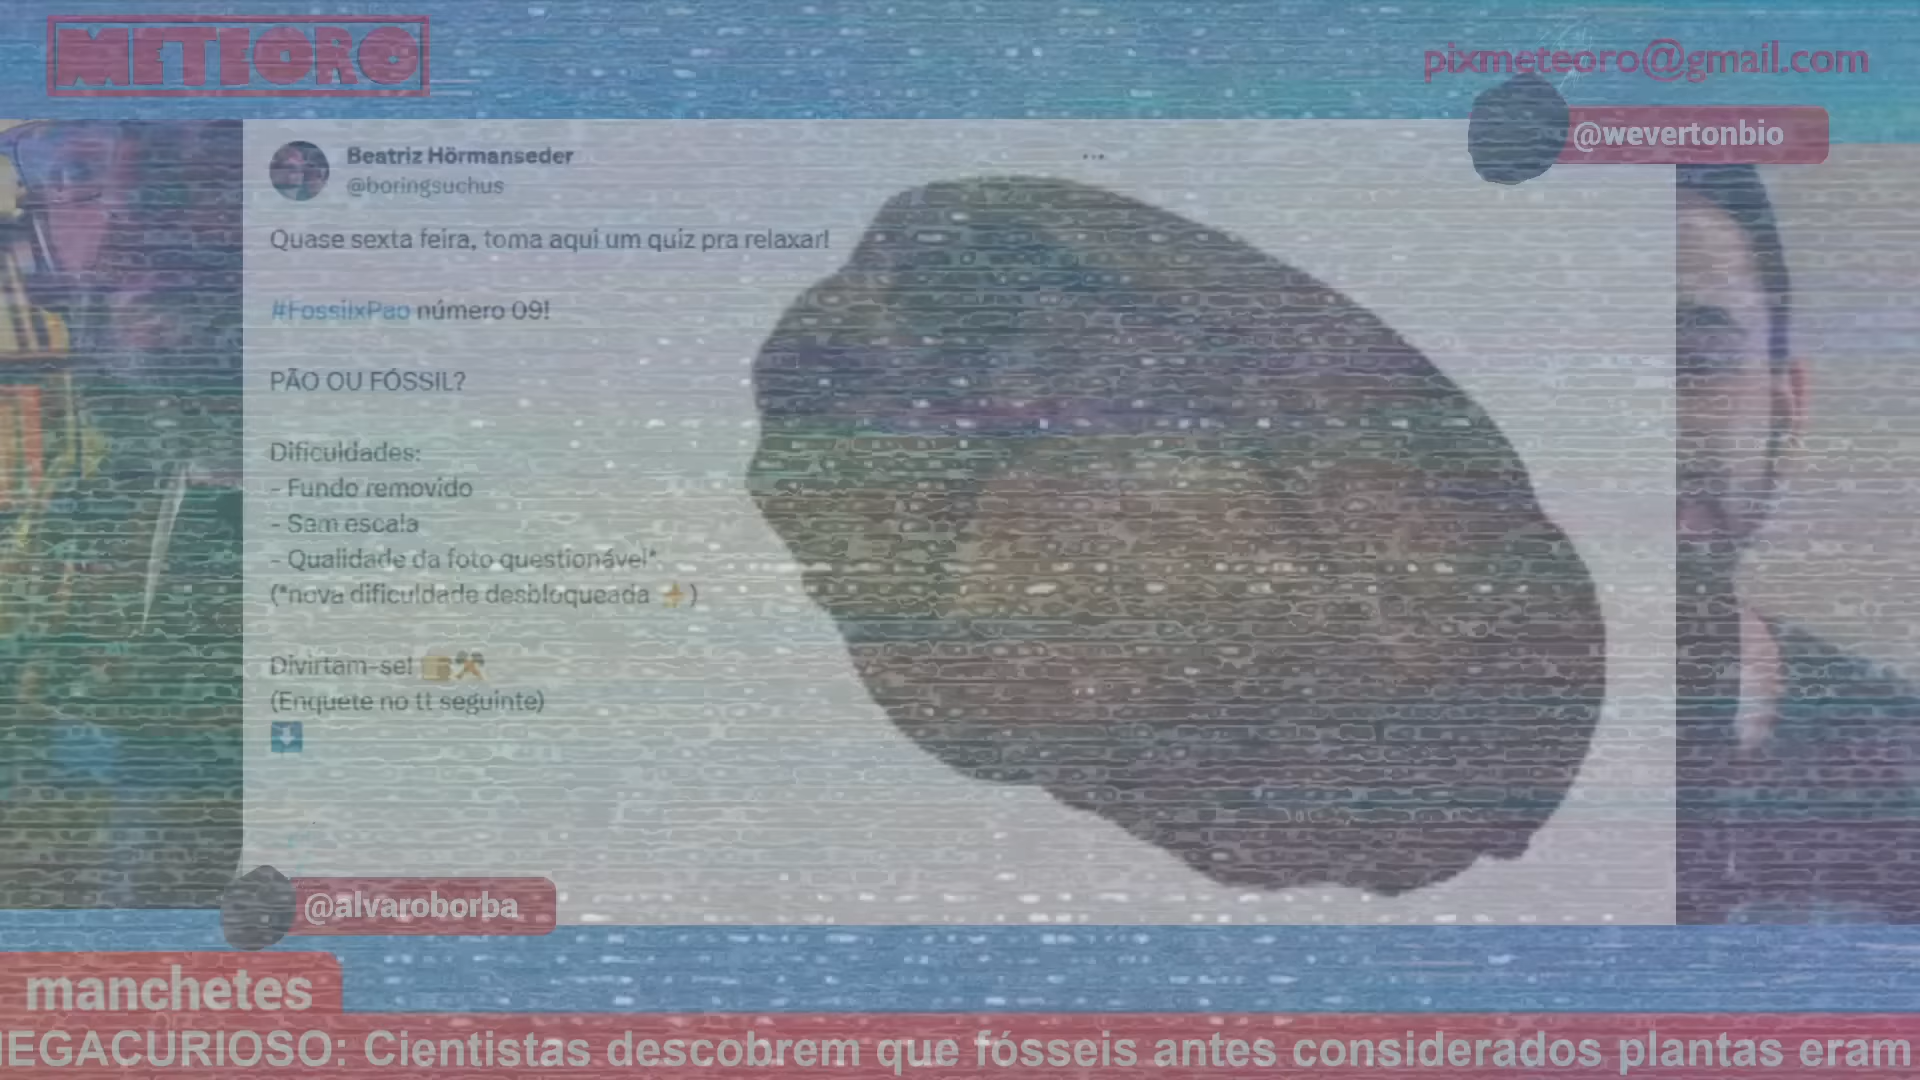 METEORO
pixmeteoro@gmail.com
@wevertonbio
Beatriz Hörmanseder
@boringsuchus
Quase sexta feira, toma aqui um quiz pra relaxar!
#FossilxPao número 09!
PÃO OU FÓSSIL?
Dificuldades:
- Fundo removido
- Sem escala
- Qualidade da foto questionável*
(*nova dificuldade desbloqueada ✨)
Divirtam-se! 🍞⚒️
(Enquete no tt seguinte)
⬇️
@alvaroborba
manchetes
MEGACURIOSO: Cientistas descobrem que fósseis antes considerados plantas eram